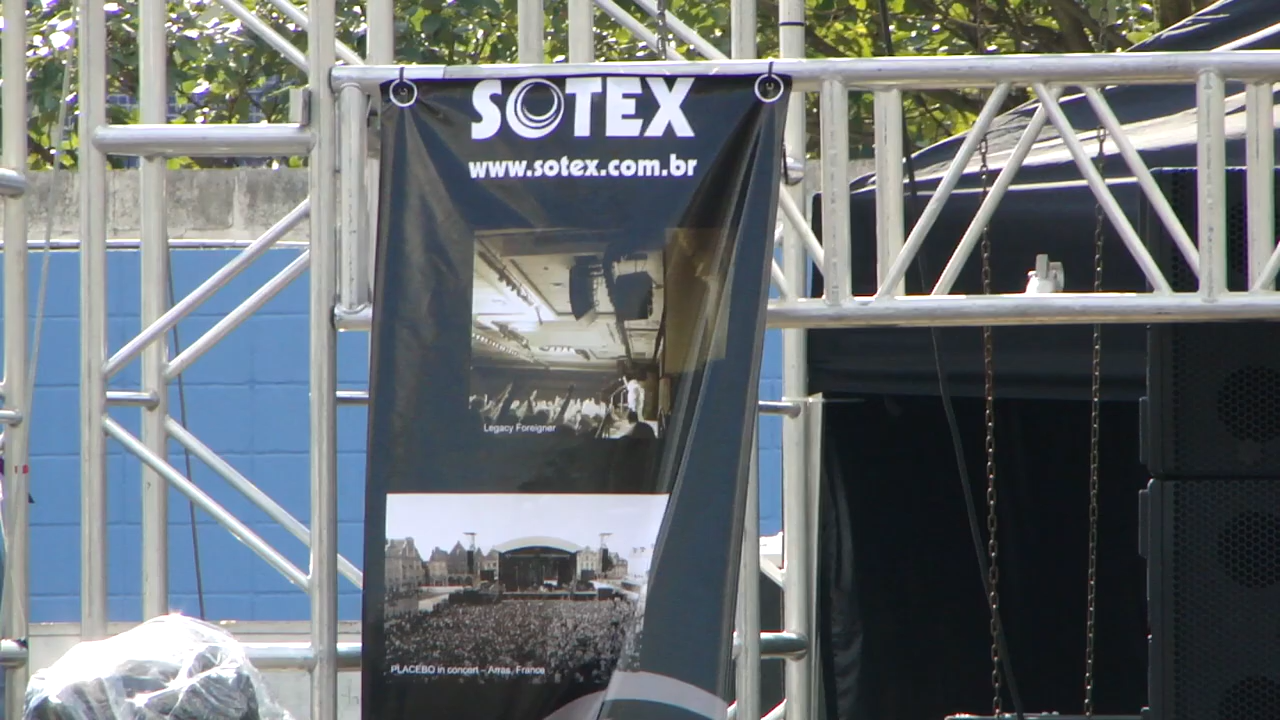 SOTEX
www.sotex.com.br
Legacy Foreigner
PLACEBO in concert – Arras, France